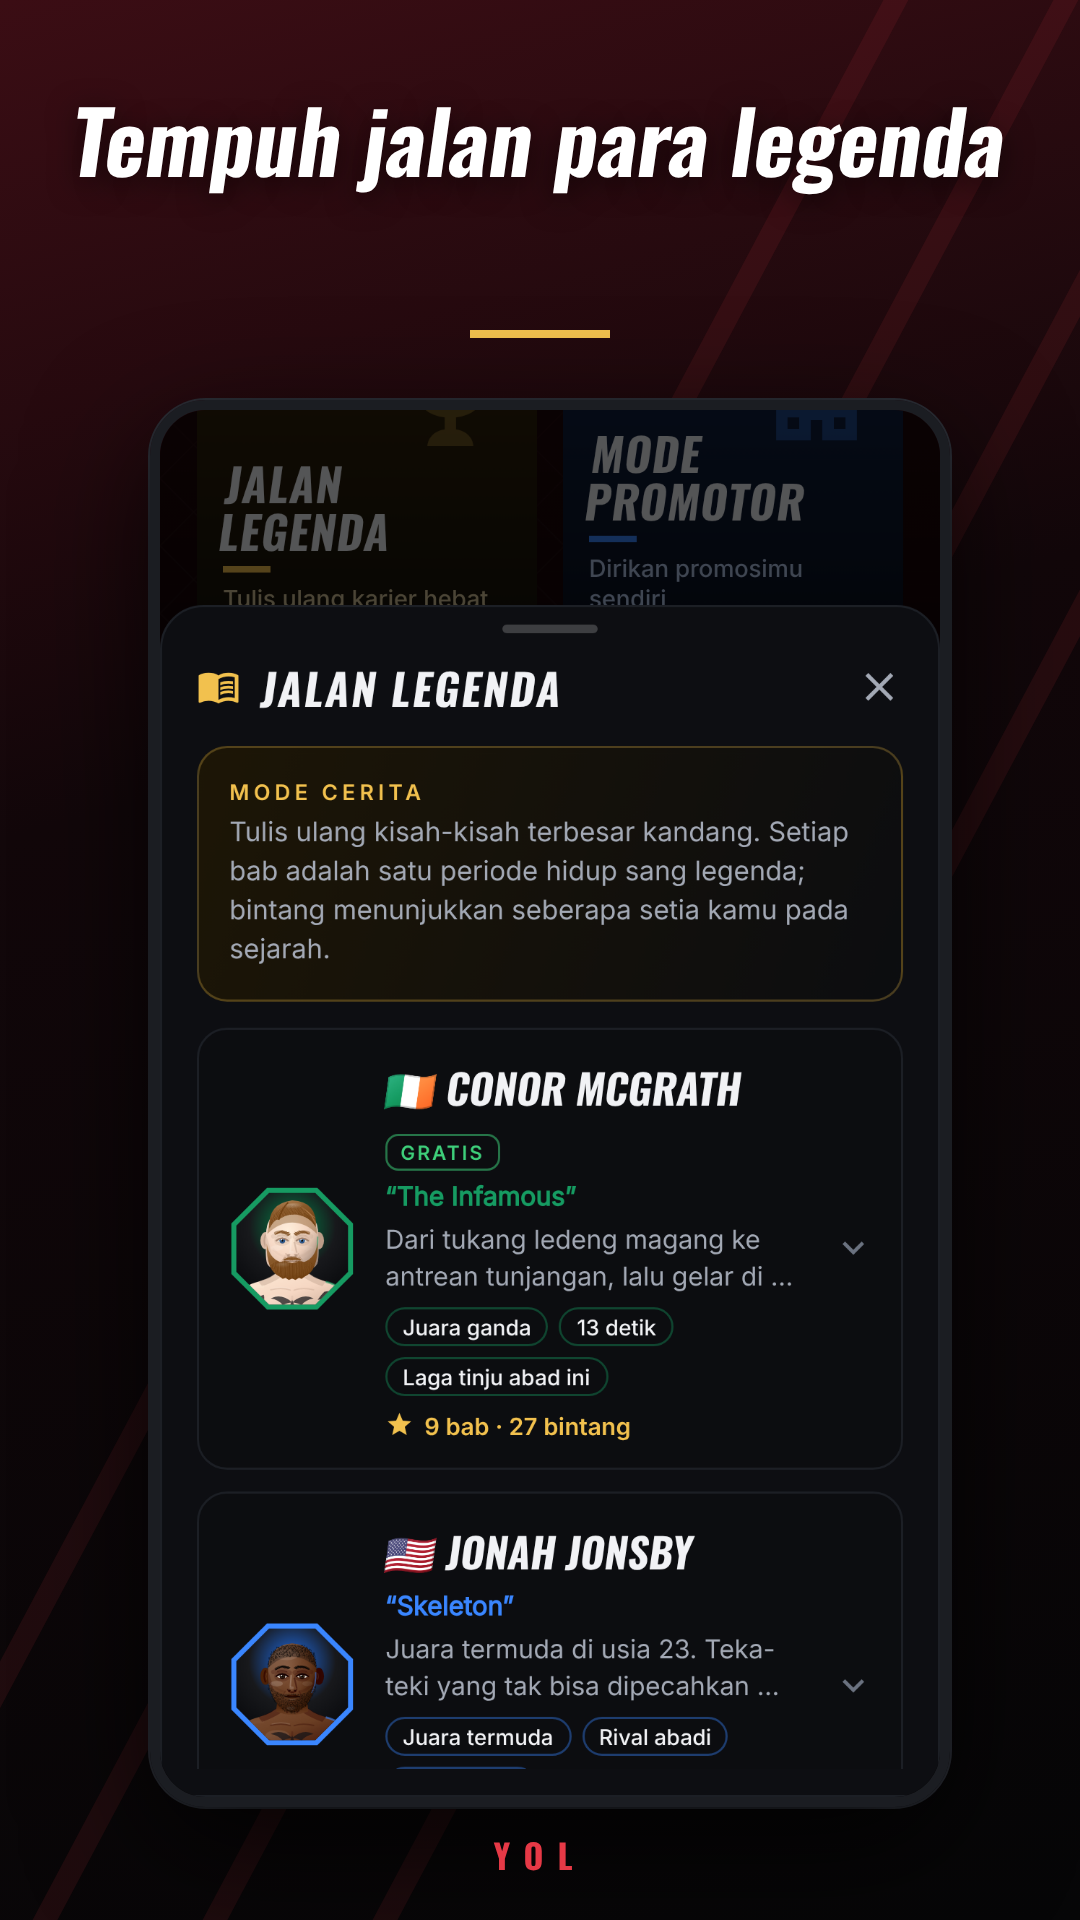 Tempuh jalan para legenda
JALAN
LEGENDA
Tulis ulang karier hebat
MODE
PROMOTOR
Dirikan promosimu
sendiri
JALAN LEGENDA
MODE CERITA
Tulis ulang kisah-kisah terbesar kandang. Setiap
bab adalah satu periode hidup sang legenda;
bintang menunjukkan seberapa setia kamu pada
sejarah.
CONOR MCGRATH
GRATIS
“The Infamous”
Dari tukang ledeng magang ke
antrean tunjangan, lalu gelar di ...
Juara ganda
13 detik
Laga tinju abad ini
9 bab · 27 bintang
JONAH JONSBY
“Skeleton”
Juara termuda di usia 23. Teka-
teki yang tak bisa dipecahkan ...
Juara termuda
Rival abadi
YOL